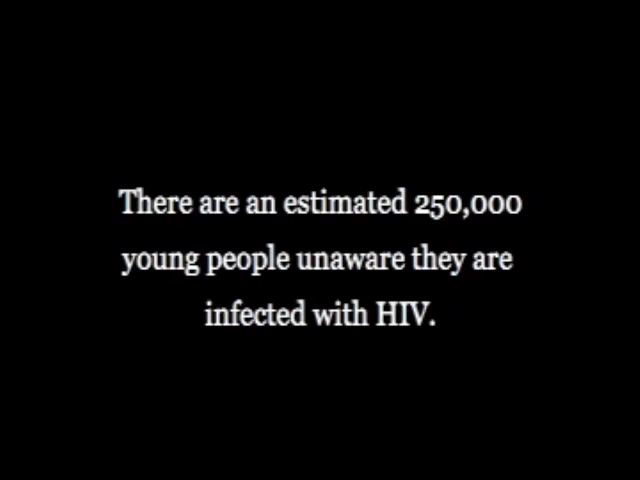 There are an estimated 250,000
young people unaware they are
infected with HIV.